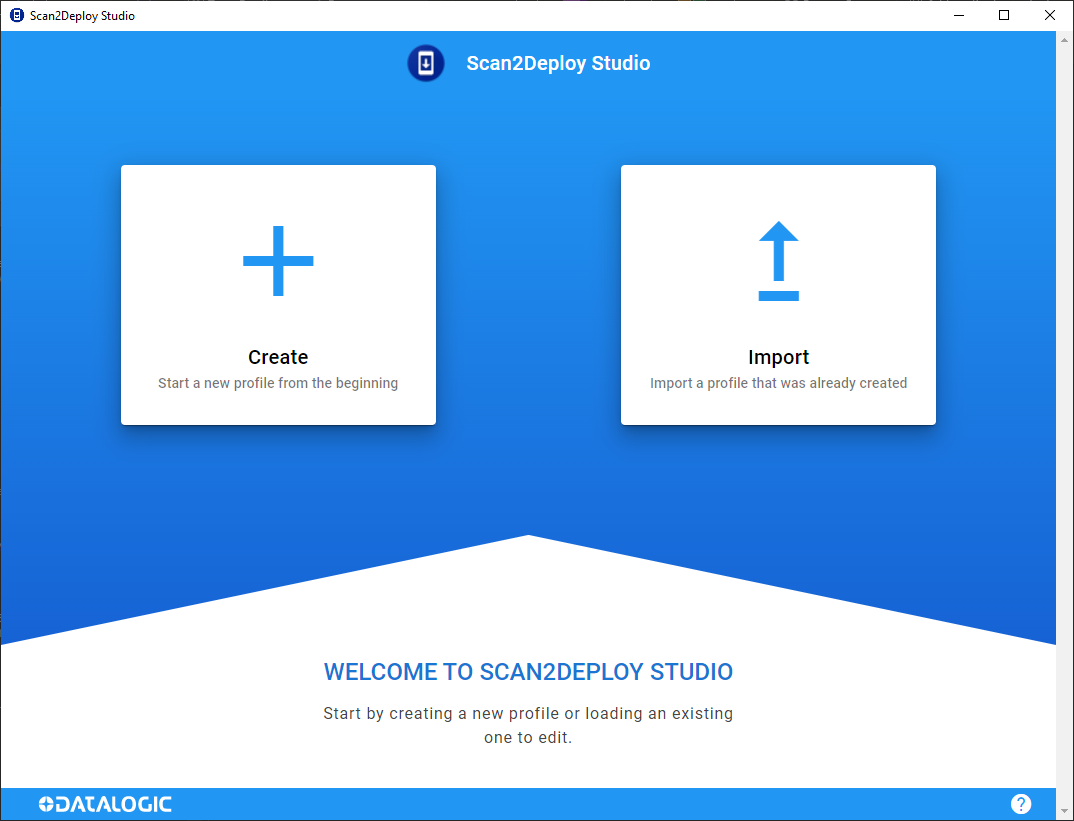 Scan2Deploy Studio
Scan2Deploy Studio
Create
Start a new profile from the beginning
Import
Import a profile that was already created
WELCOME TO SCAN2DEPLOY STUDIO
Start by creating a new profile or loading an existing
one to edit.
DATALOGIC
?